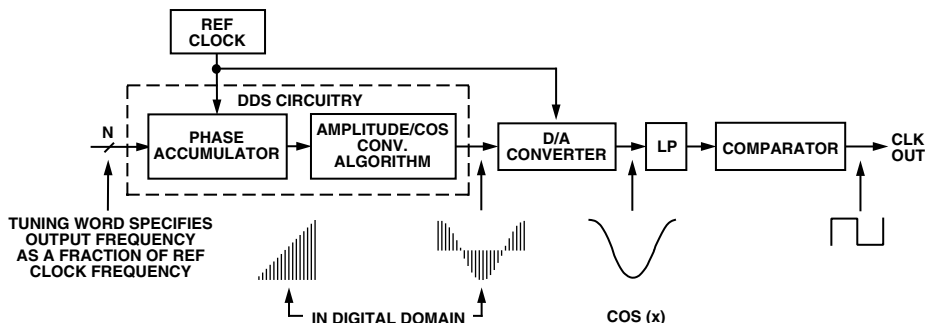 REF
CLOCK
DDS CIRCUITRY
N
PHASE
ACCUMULATOR
AMPLITUDE/COS
CONV.
ALGORITHM
D/A
CONVERTER
LP
COMPARATOR
CLK
OUT
TUNING WORD SPECIFIES
OUTPUT FREQUENCY
AS A FRACTION OF REF
CLOCK FREQUENCY
IN DIGITAL DOMAIN
COS (x)